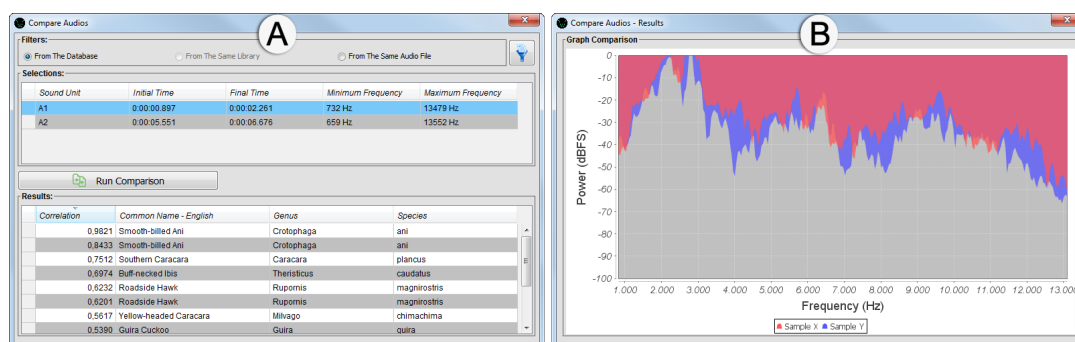 Compare Audios
A
Filters:
From The Database From The Same Library From The Same Audio File
Selections:
Sound Unit Initial Time Final Time Minimum Frequency Maximum Frequency
A1 0:00:00.897 0:00:02.261 732 Hz 13479 Hz
A2 0:00:05.551 0:00:06.676 659 Hz 13552 Hz
Run Comparison
Results:
Correlation Common Name - English Genus Species
0,9821 Smooth-billed Ani Crotophaga ani
0,8433 Smooth-billed Ani Crotophaga ani
0,7512 Southern Caracara Caracara plancus
0,6974 Buff-necked Ibis Theristicus caudatus
0,6232 Roadside Hawk Rupornis magnirostris
0,6201 Roadside Hawk Rupornis magnirostris
0,5617 Yellow-headed Caracara Milvago chimachima
0,5390 Guira Cuckoo Guira guira
Compare Audios - Results
B
Graph Comparison
Power (dBFS)
0
-10
-20
-30
-40
-50
-60
-70
-80
-90
-100
1.000 2.000 3.000 4.000 5.000 6.000 7.000 8.000 9.000 10.000 11.000 12.000 13.000
Frequency (Hz)
Sample X Sample Y